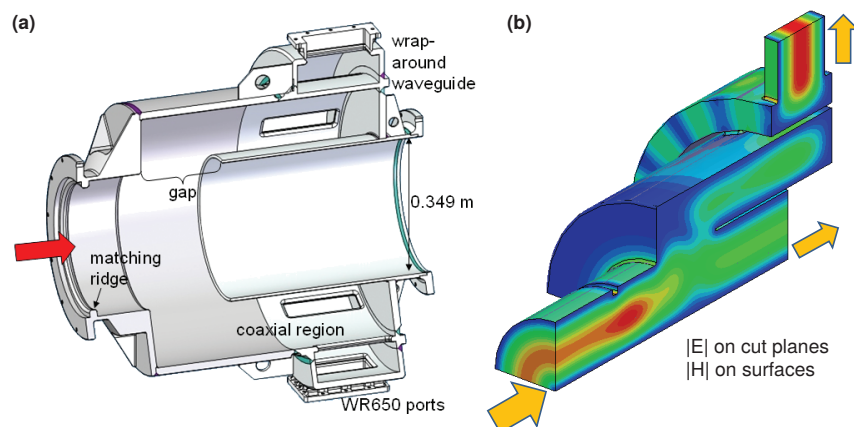 (a)
wrap-
around
waveguide
gap
0.349 m
matching
ridge
coaxial region
WR650 ports
(b)
|E| on cut planes
|H| on surfaces